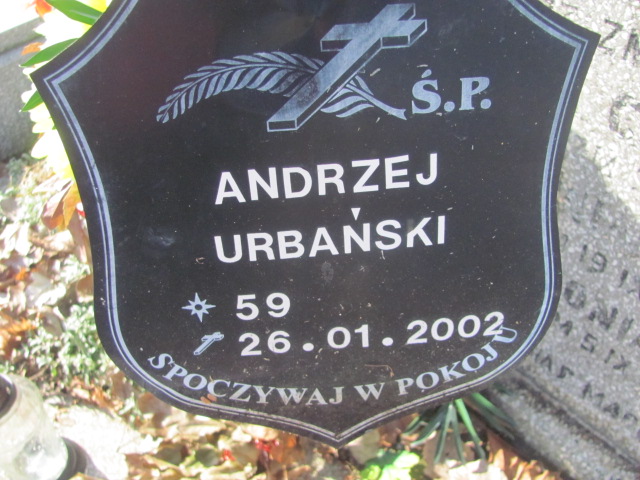 Ś.P.
ANDRZEJ
URBAŃSKI
59
26.01.2002
SPOCZYWAJ W POKOJU